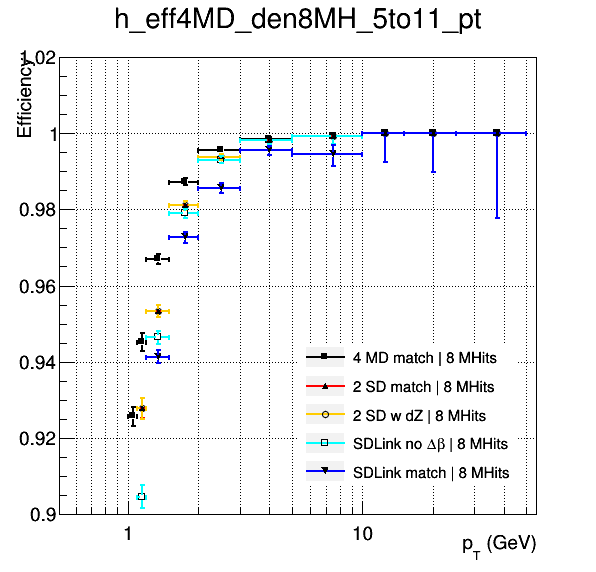 h_eff4MD_den8MH_5to11_pt
Efficiency
1.02
1
0.98
0.96
0.94
0.92
0.9
4 MD match | 8 MHits
2 SD match | 8 MHits
2 SD w dZ | 8 MHits
SDLink no Δβ | 8 MHits
SDLink match | 8 MHits
1
10
p_T (GeV)